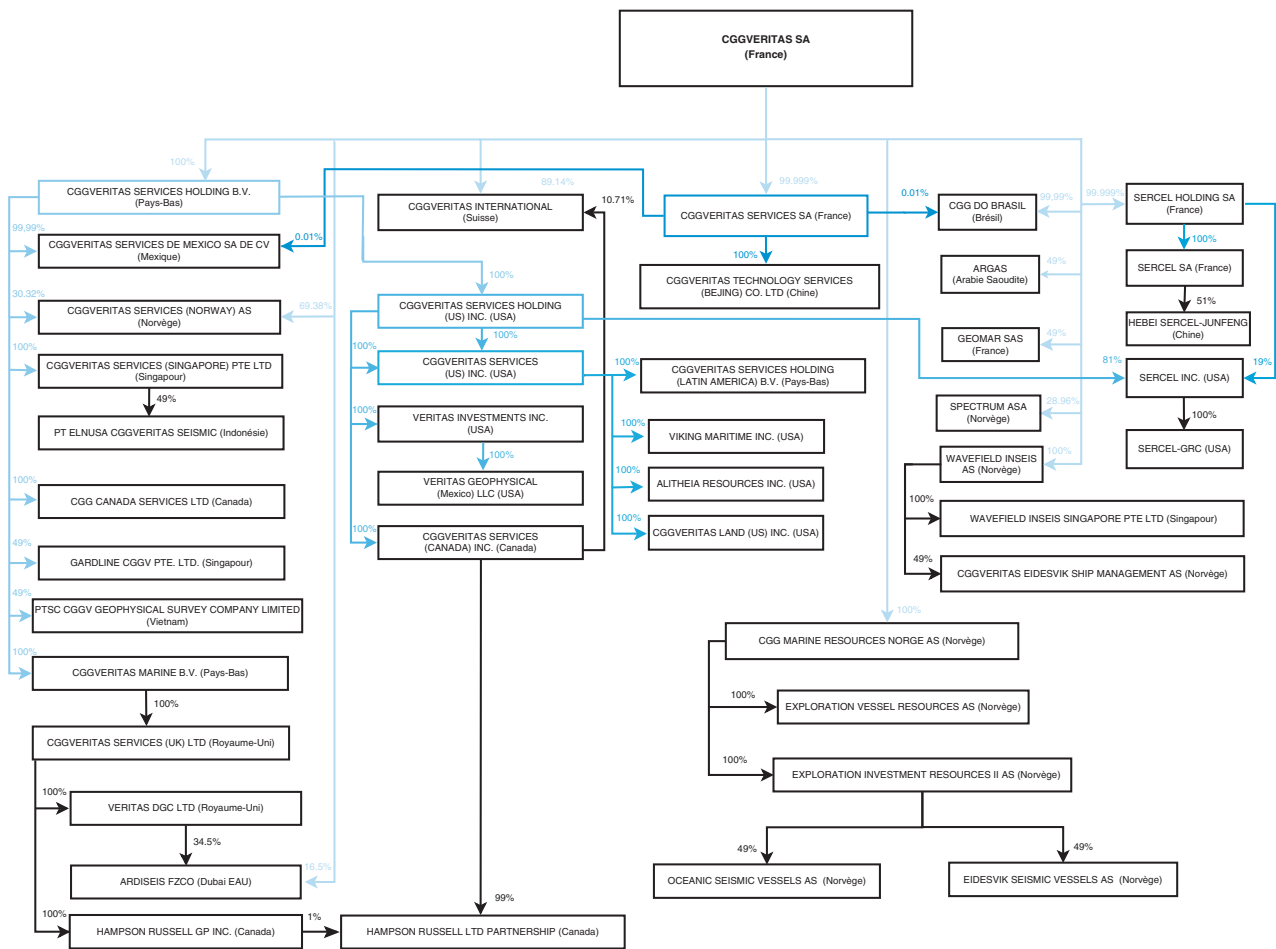 CGGVERITAS SA
(France)
100%
89.14%
99.999%
10.71%
0.01%
99,99%
99.999%
CGGVERITAS SERVICES HOLDING B.V.
(Pays-Bas)
CGGVERITAS INTERNATIONAL
(Suisse)
CGGVERITAS SERVICES SA (France)
CGG DO BRASIL
(Brésil)
SERCEL HOLDING SA
(France)
99,99%
CGGVERITAS SERVICES DE MEXICO SA DE CV
(Mexique)
0.01%
100%
100%
100%
CGGVERITAS TECHNOLOGY SERVICES
(BEJING) CO. LTD (Chine)
ARGAS
(Arabie Saoudite)
49%
SERCEL SA (France)
51%
30.32%
CGGVERITAS SERVICES (NORWAY) AS
(Norvège)
69.38%
CGGVERITAS SERVICES HOLDING
(US) INC. (USA)
HEBEI SERCEL-JUNFENG
(Chine)
100%
GEOMAR SAS
(France)
49%
100%
CGGVERITAS SERVICES (SINGAPORE) PTE LTD
(Singapour)
100%
CGGVERITAS SERVICES
(US) INC. (USA)
100%
CGGVERITAS SERVICES HOLDING
(LATIN AMERICA) B.V. (Pays-Bas)
81%
SERCEL INC. (USA)
19%
49%
SPECTRUM ASA
(Norvège)
28.96%
100%
PT ELNUSA CGGVERITAS SEISMIC (Indonésie)
100%
VERITAS INVESTMENTS INC.
(USA)
100%
VIKING MARITIME INC. (USA)
SERCEL-GRC (USA)
WAVEFIELD INSEIS
AS (Norvège)
100%
100%
100%
CGG CANADA SERVICES LTD (Canada)
VERITAS GEOPHYSICAL
(Mexico) LLC (USA)
100%
ALITHEIA RESOURCES INC. (USA)
100%
WAVEFIELD INSEIS SINGAPORE PTE LTD (Singapour)
100%
CGGVERITAS SERVICES
(CANADA) INC. (Canada)
100%
CGGVERITAS LAND (US) INC. (USA)
49%
GARDLINE CGGV PTE. LTD. (Singapour)
49%
CGGVERITAS EIDESVIK SHIP MANAGEMENT AS (Norvège)
49%
PTSC CGGV GEOPHYSICAL SURVEY COMPANY LIMITED
(Vietnam)
100%
CGG MARINE RESOURCES NORGE AS (Norvège)
100%
CGGVERITAS MARINE B.V. (Pays-Bas)
100%
100%
EXPLORATION VESSEL RESOURCES AS (Norvège)
CGGVERITAS SERVICES (UK) LTD (Royaume-Uni)
100%
EXPLORATION INVESTMENT RESOURCES II AS (Norvège)
100%
VERITAS DGC LTD (Royaume-Uni)
34.5%
49%
49%
ARDISEIS FZCO (Dubai EAU)
16.5%
OCEANIC SEISMIC VESSELS AS (Norvège)
EIDESVIK SEISMIC VESSELS AS (Norvège)
99%
100%
HAMPSON RUSSELL GP INC. (Canada)
1%
HAMPSON RUSSELL LTD PARTNERSHIP (Canada)